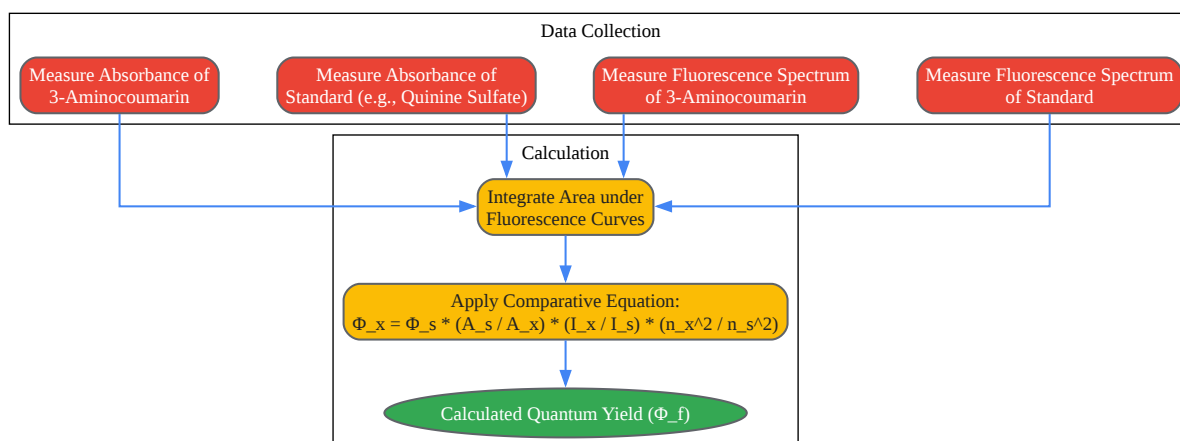 Data Collection
Measure Absorbance of
3-Aminocoumarin
Measure Absorbance of
Standard (e.g., Quinine Sulfate)
Measure Fluorescence Spectrum
of 3-Aminocoumarin
Measure Fluorescence Spectrum
of Standard
Calculation
Integrate Area under
Fluorescence Curves
Apply Comparative Equation:
Φ_x = Φ_s * (A_s / A_x) * (I_x / I_s) * (n_x^2 / n_s^2)
Calculated Quantum Yield (Φ_f)